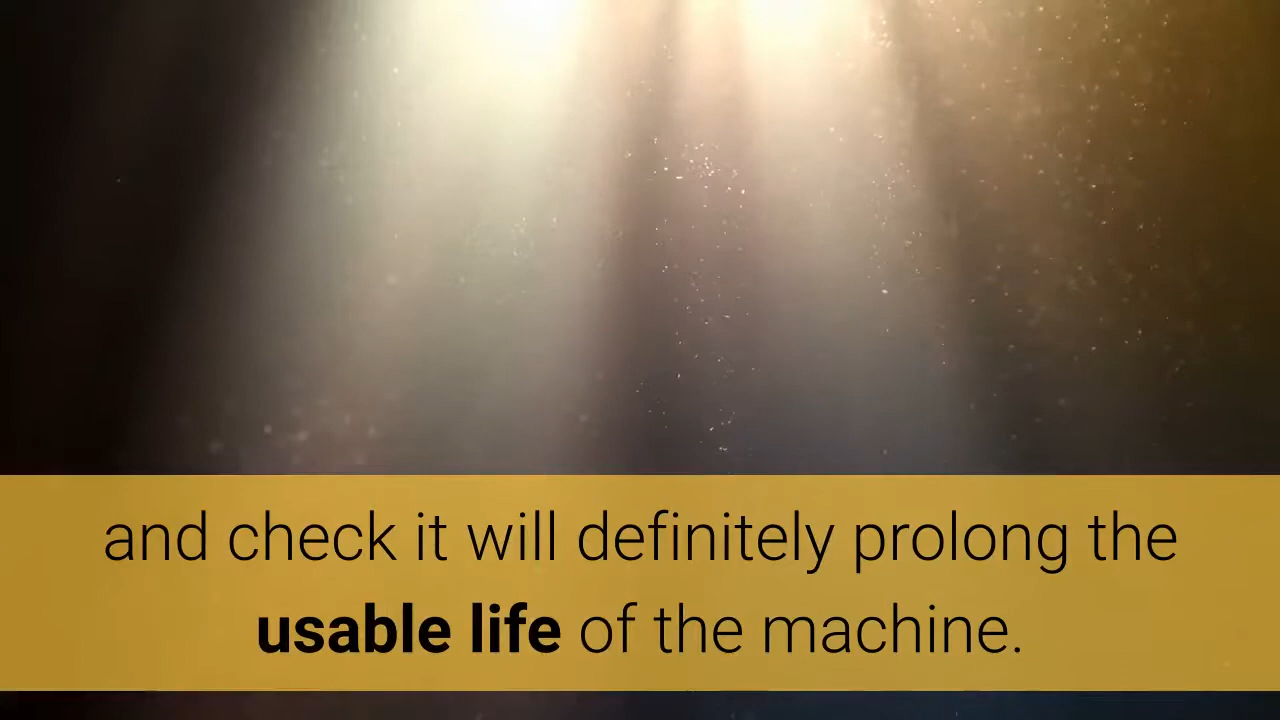 and check it will definitely prolong the
usable life of the machine.